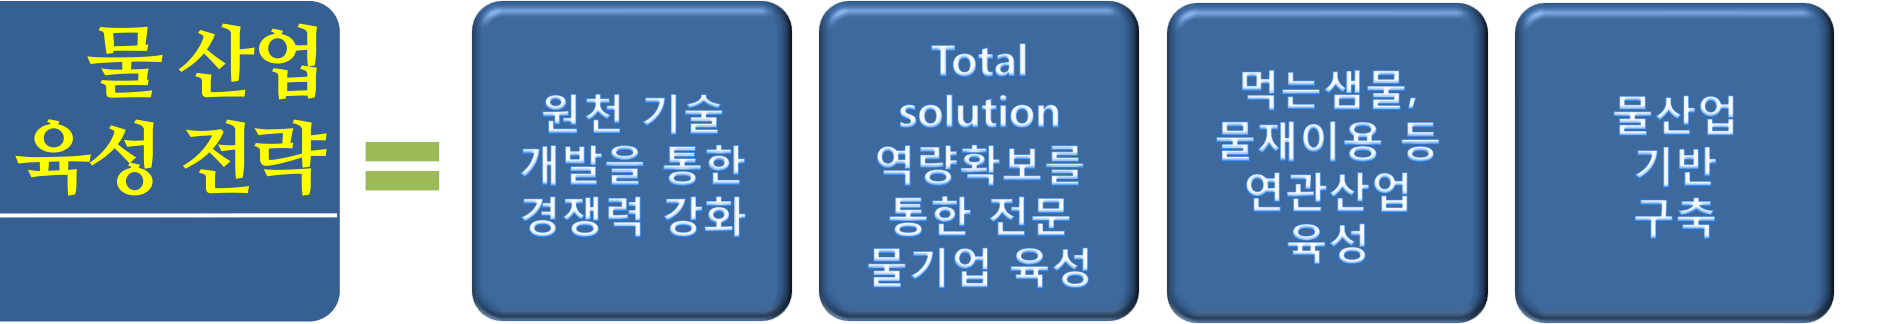 물 산업
육성 전략
원천 기술
개발을 통한
경쟁력 강화
Total
solution
역량확보를
통한 전문
물기업 육성
먹는샘물,
물재이용 등
연관산업
육성
물산업
기반
구축